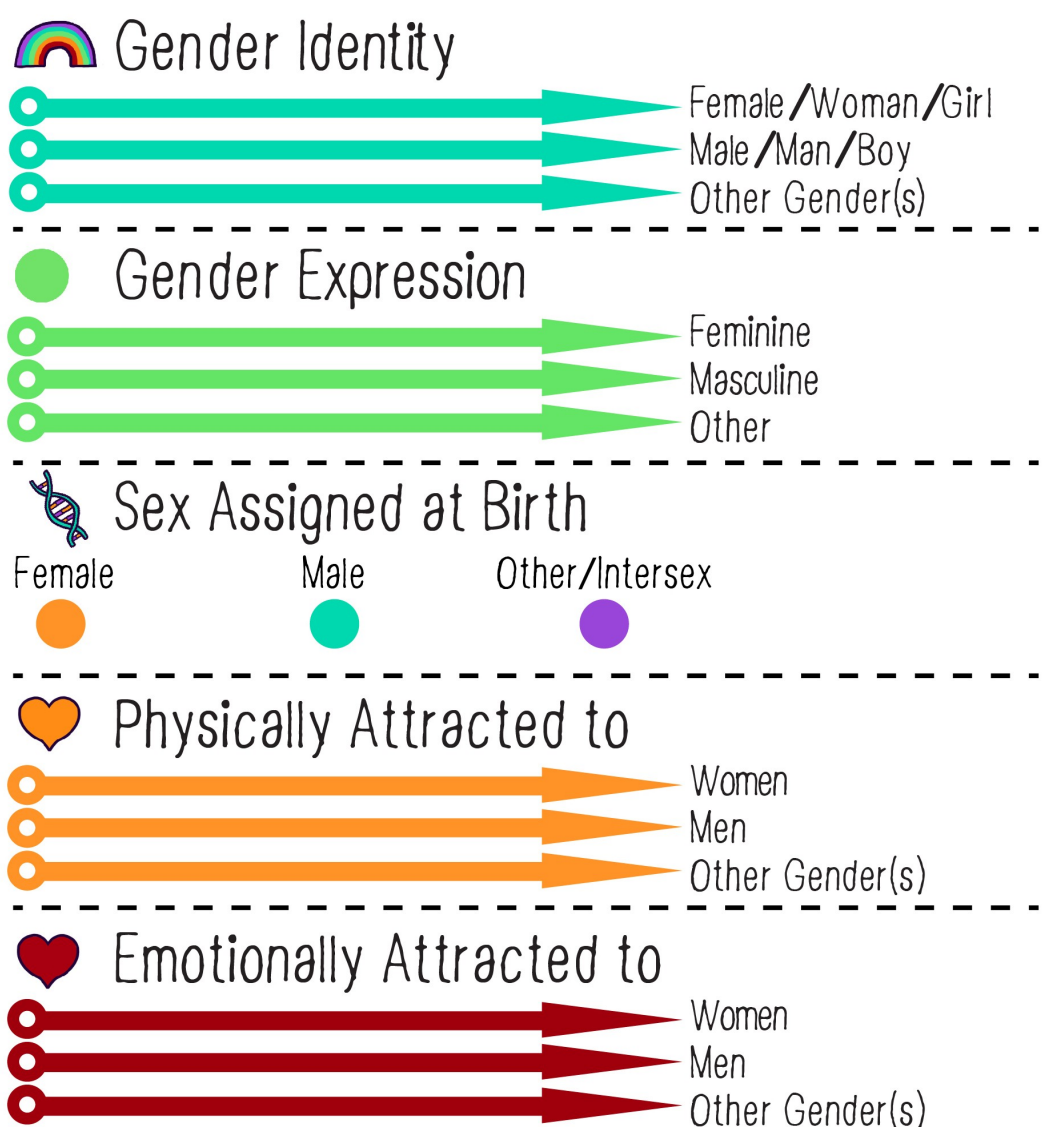 Gender Identity
Female/Woman/Girl
Male/Man/Boy
Other Gender(s)
Gender Expression
Feminine
Masculine
Other
Sex Assigned at Birth
Female Male Other/Intersex
Physically Attracted to
Women
Men
Other Gender(s)
Emotionally Attracted to
Women
Men
Other Gender(s)